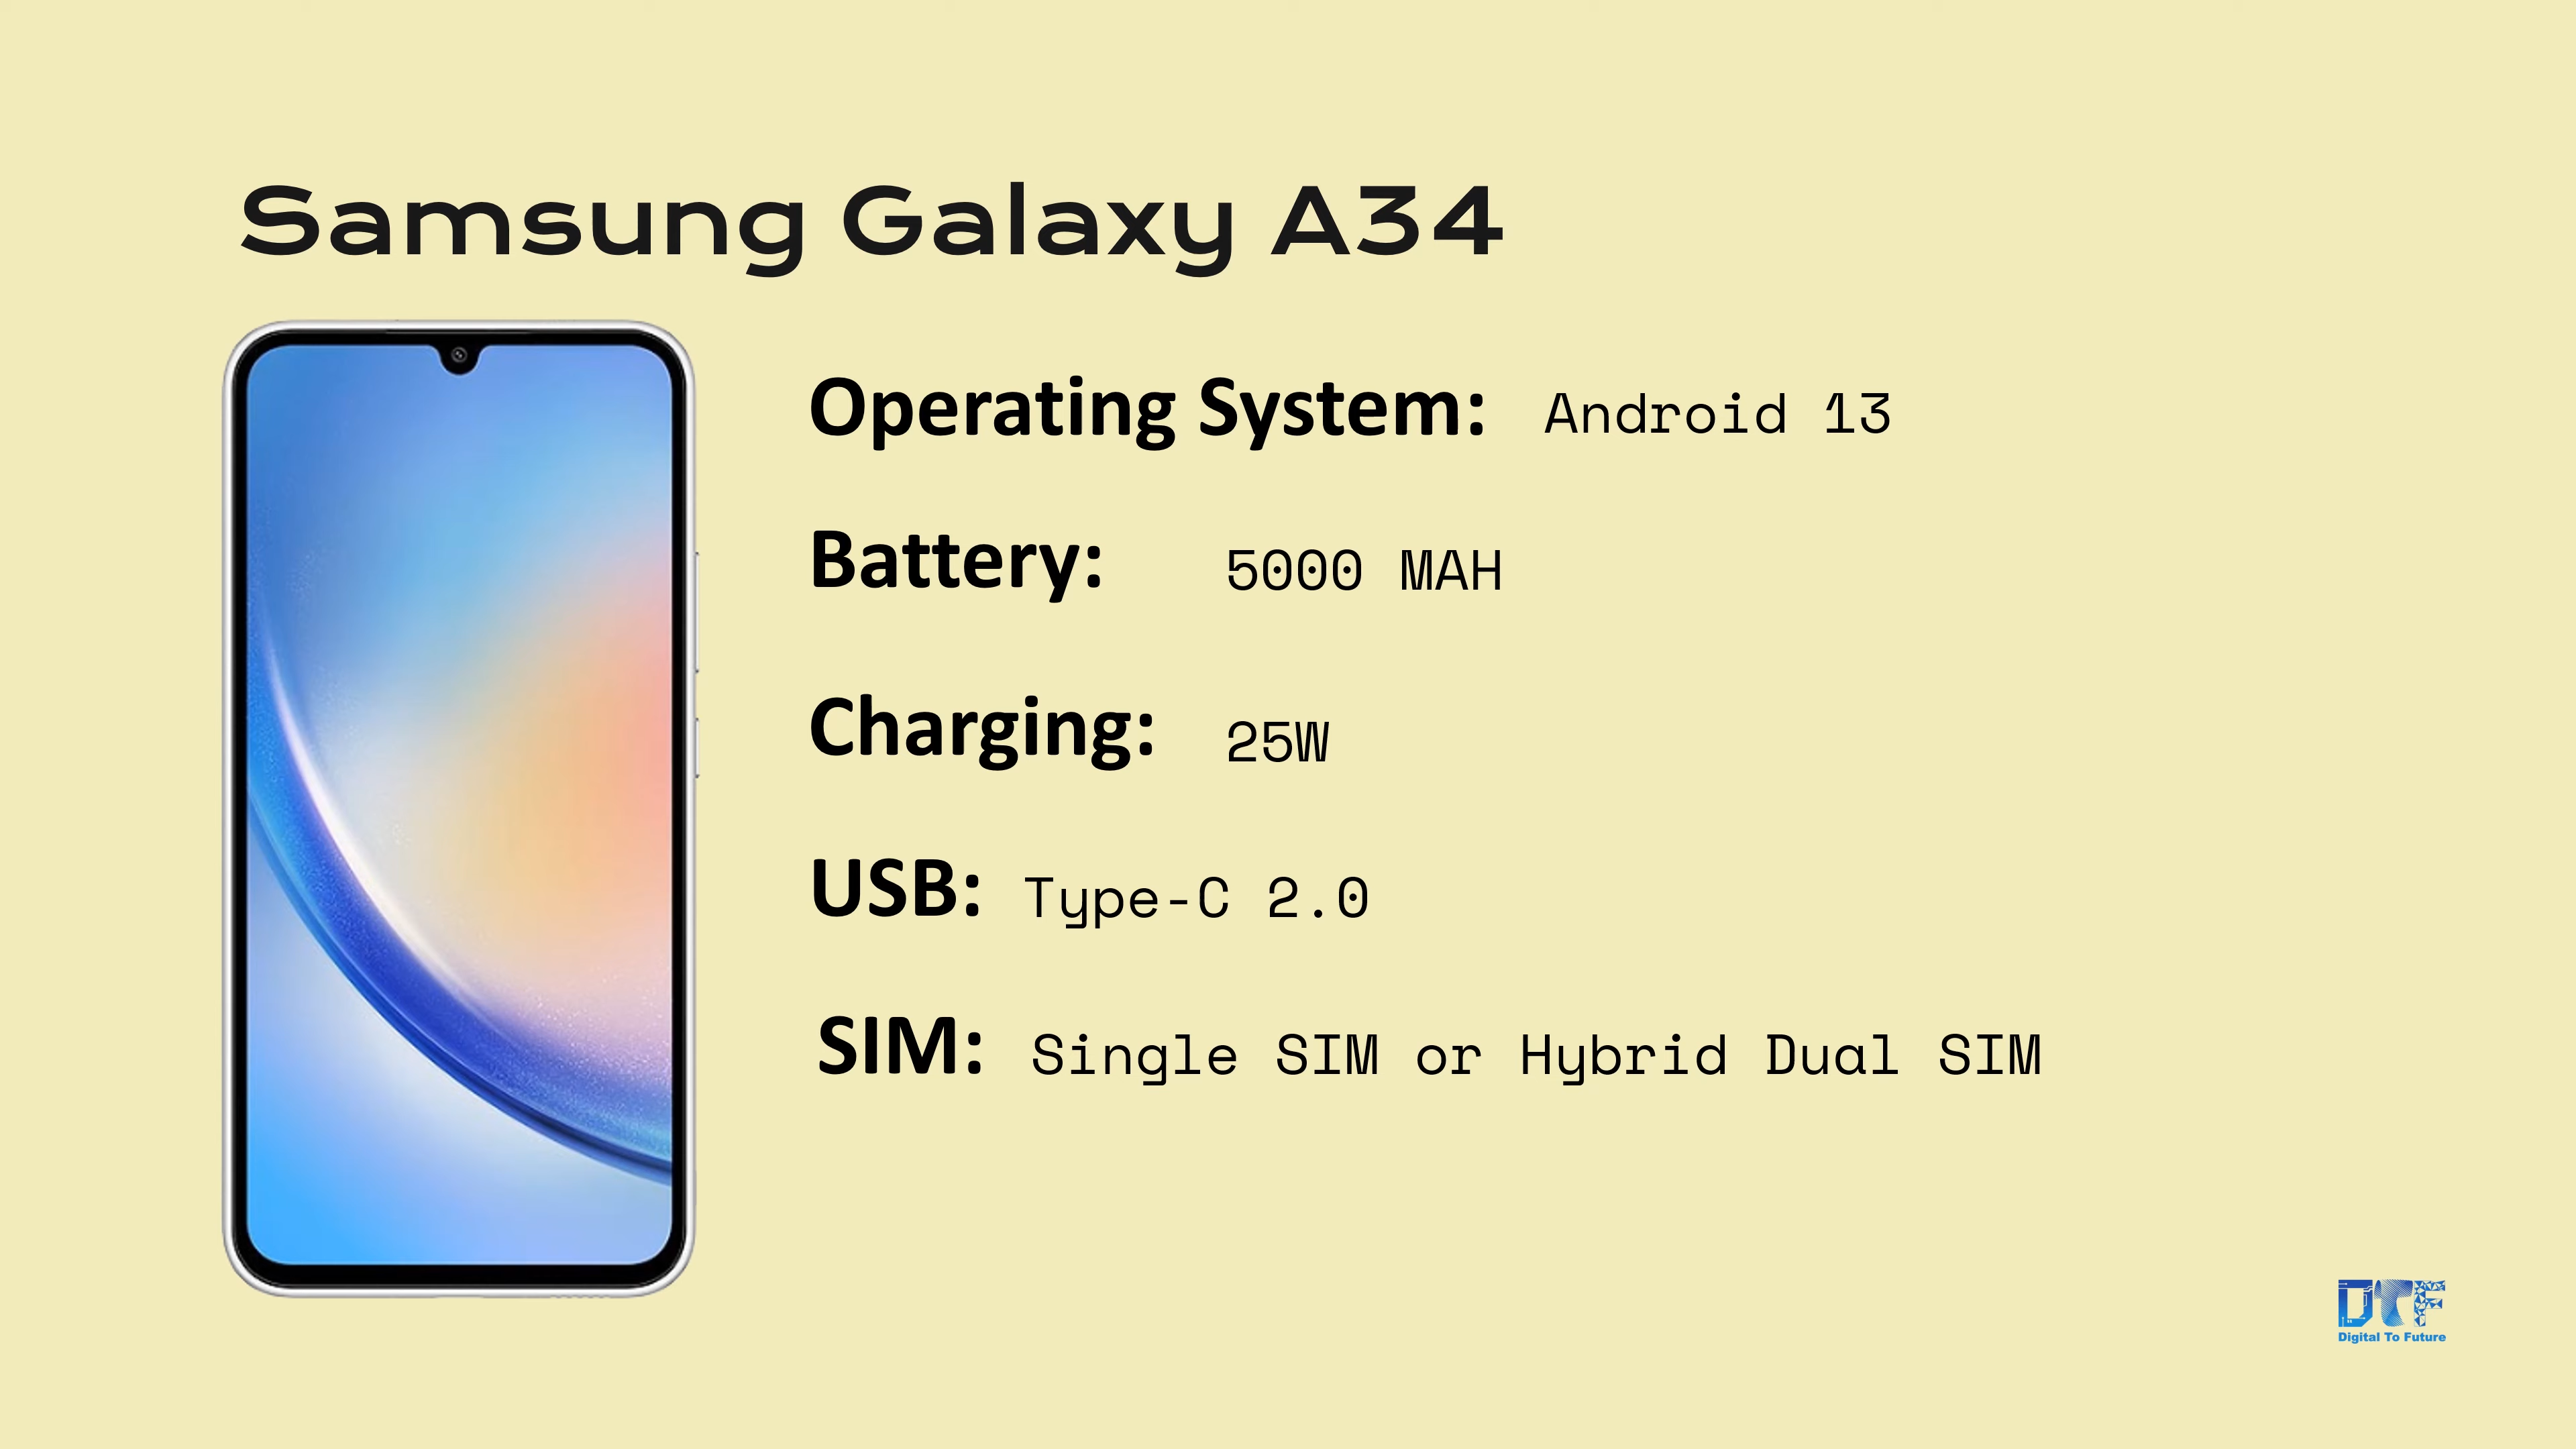 Samsung Galaxy A34
Operating System: Android 13
Battery: 5000 MAH
Charging: 25W
USB: Type-C 2.0
SIM: Single SIM or Hybrid Dual SIM
DTF
Digital To Future